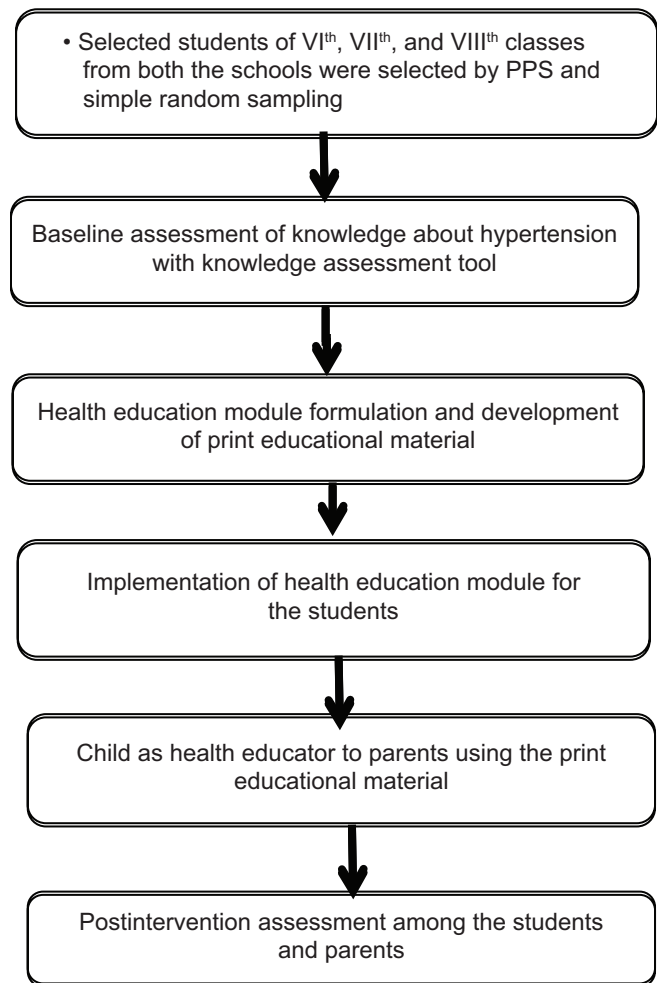 • Selected students of VIth, VIIth, and VIIIth classes
from both the schools were selected by PPS and
simple random sampling
Baseline assessment of knowledge about hypertension
with knowledge assessment tool
Health education module formulation and development
of print educational material
Implementation of health education module for
the students
Child as health educator to parents using the print
educational material
Postintervention assessment among the students
and parents